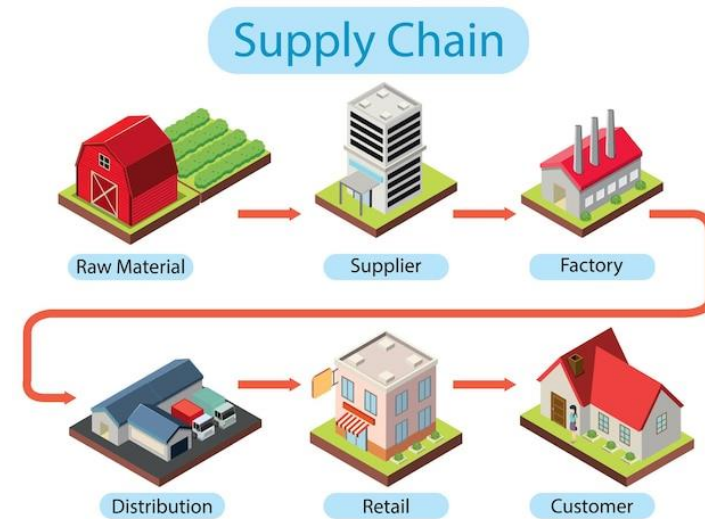 Supply Chain
Raw Material
Supplier
Factory
Distribution
Retail
Customer